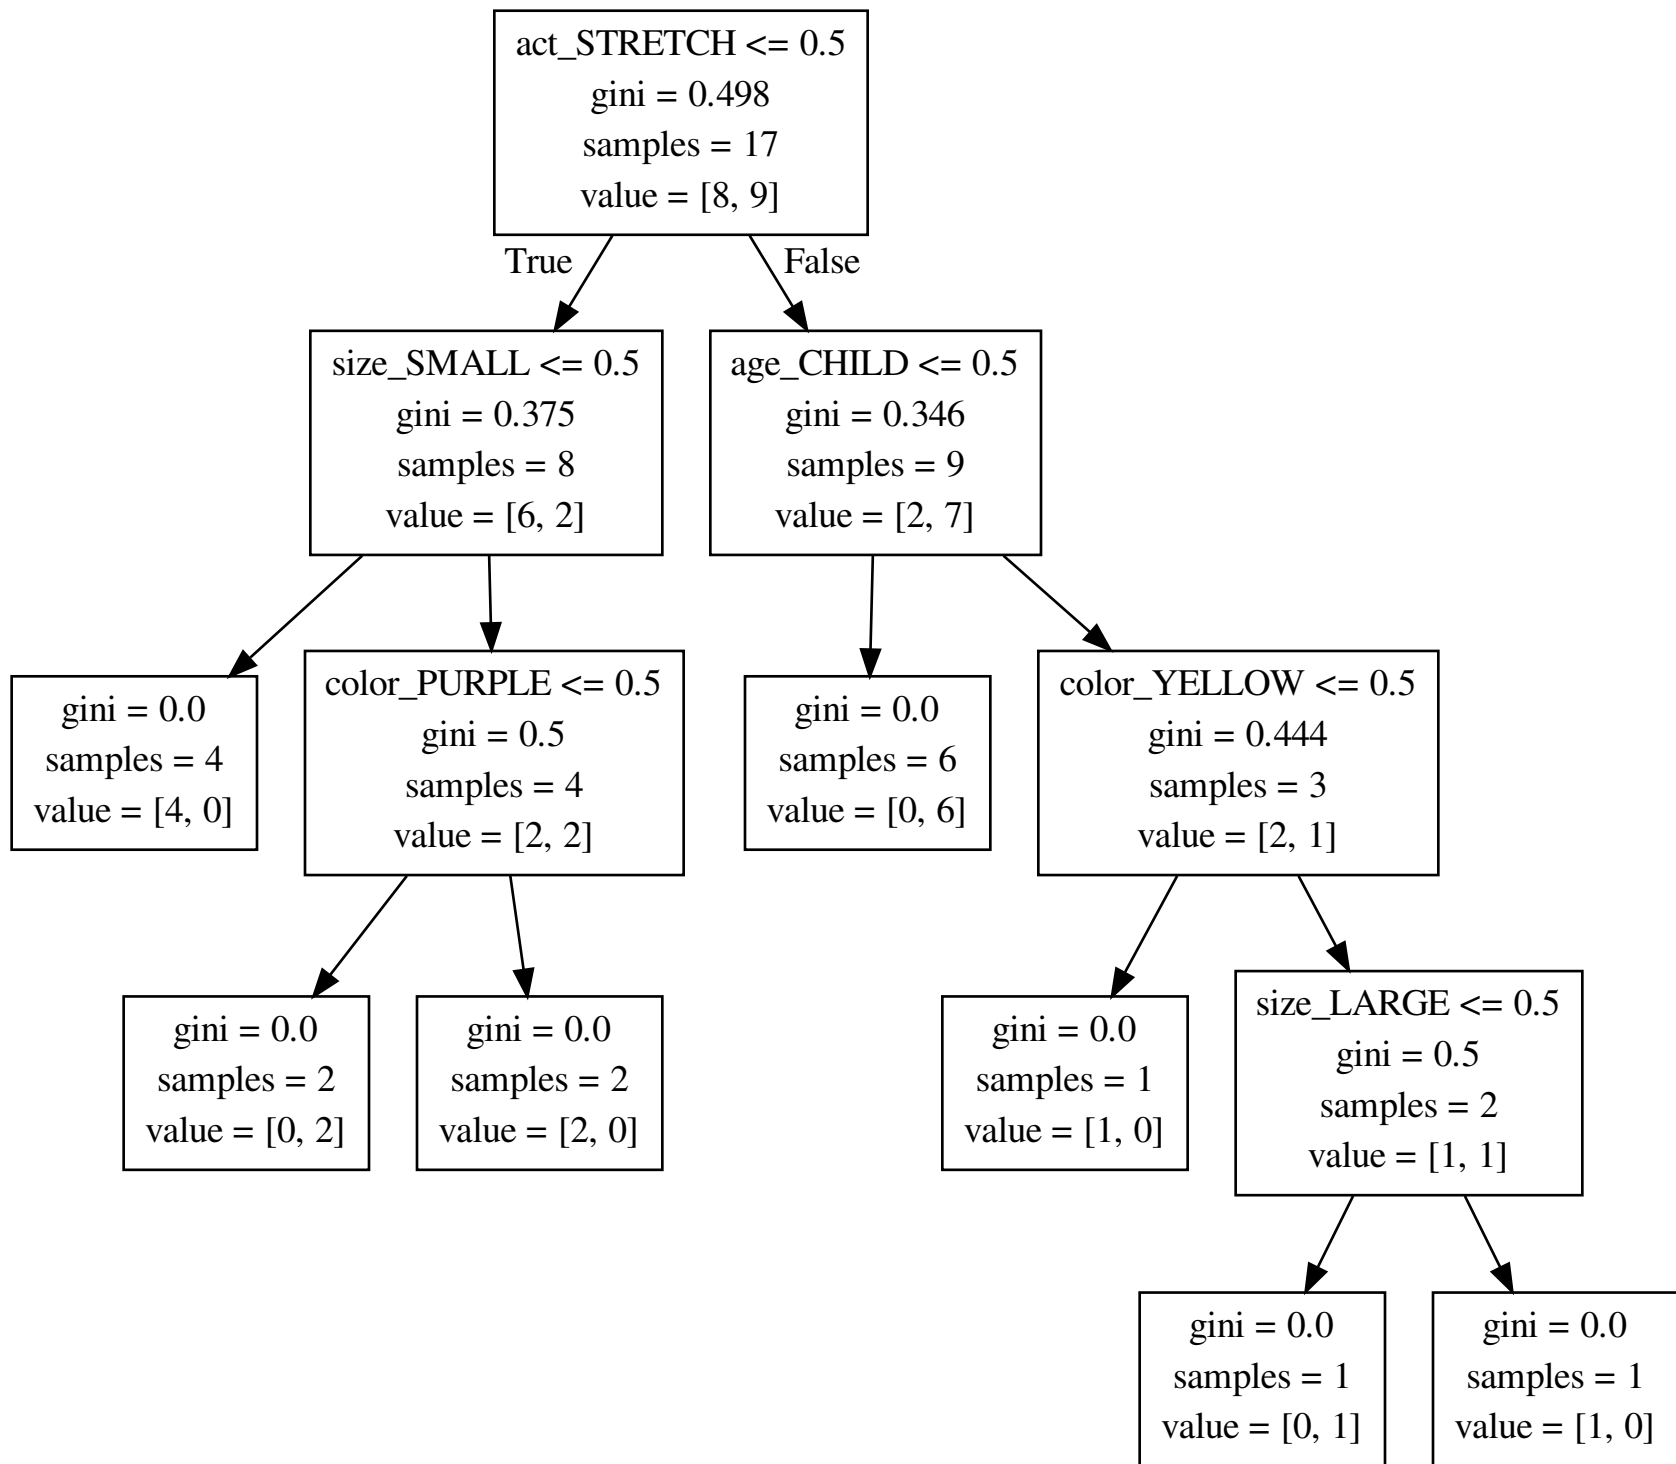 act_STRETCH <= 0.5
gini = 0.498
samples = 17
value = [8, 9]
True
False
size_SMALL <= 0.5
gini = 0.375
samples = 8
value = [6, 2]
age_CHILD <= 0.5
gini = 0.346
samples = 9
value = [2, 7]
gini = 0.0
samples = 4
value = [4, 0]
color_PURPLE <= 0.5
gini = 0.5
samples = 4
value = [2, 2]
gini = 0.0
samples = 6
value = [0, 6]
color_YELLOW <= 0.5
gini = 0.444
samples = 3
value = [2, 1]
gini = 0.0
samples = 2
value = [0, 2]
gini = 0.0
samples = 2
value = [2, 0]
gini = 0.0
samples = 1
value = [1, 0]
size_LARGE <= 0.5
gini = 0.5
samples = 2
value = [1, 1]
gini = 0.0
samples = 1
value = [0, 1]
gini = 0.0
samples = 1
value = [1, 0]